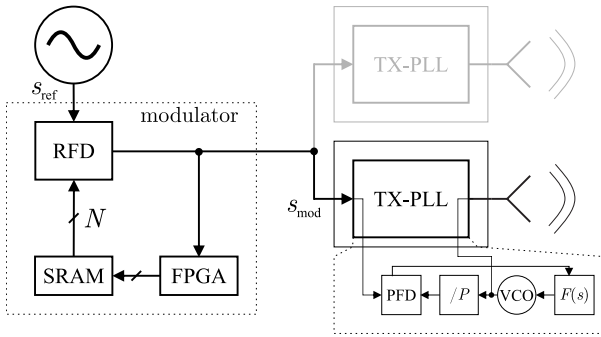 TX-PLL
s_ref
modulator
RFD
N
s_mod
TX-PLL
SRAM
FPGA
PFD
/P
VCO
F(s)